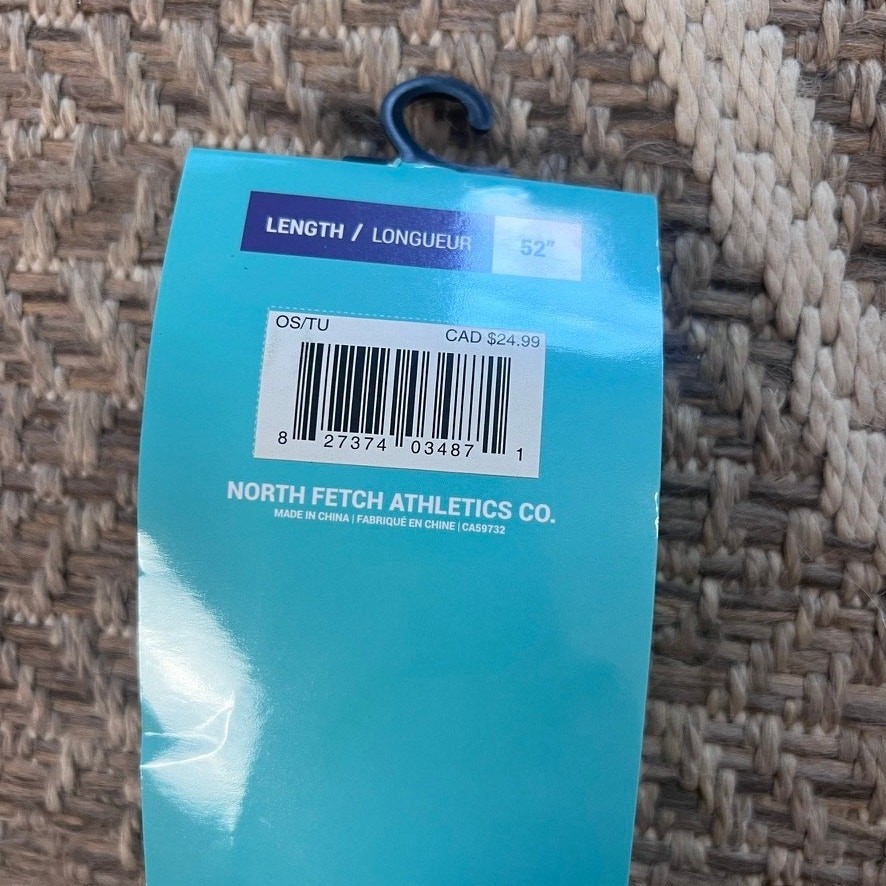 LENGTH / LONGUEUR 52"
OS/TU
CAD $24.99
8 27374 03487 1
NORTH FETCH ATHLETICS CO.
MADE IN CHINA | FABRIQUÉ EN CHINE | CA59732